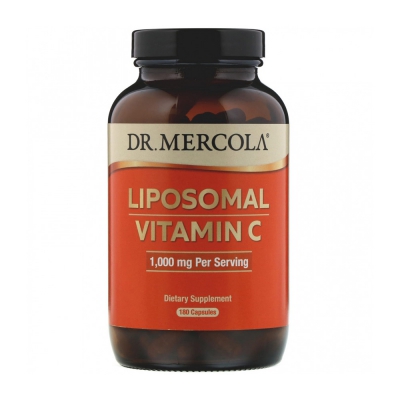 DR. MERCOLA®
LIPOSOMAL
VITAMIN C
1,000 mg Per Serving
Dietary Supplement
180 Capsules